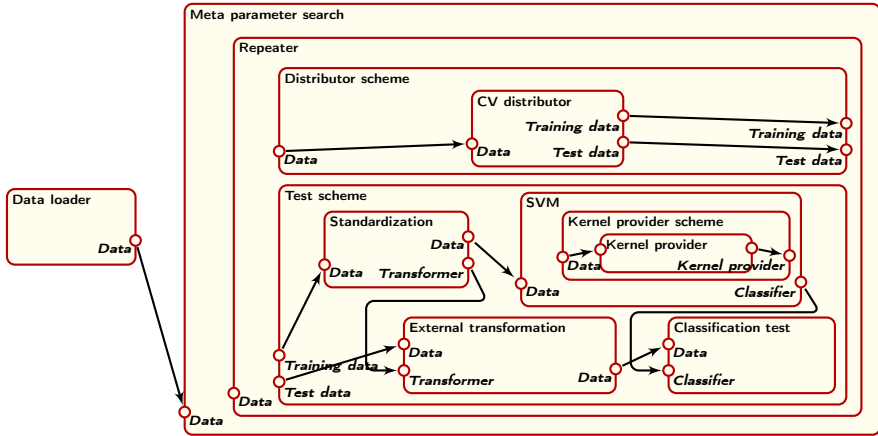 Meta parameter search
Repeater
Distributor scheme
CV distributor
Training data
Training data
Data
Data
Test data
Test data
Test scheme
Data loader
SVM
Standardization
Kernel provider scheme
Data
Data
Kernel provider
Data
Transformer
Data
Kernel provider
Data
Classifier
External transformation
Classification test
Data
Data
Training data
Transformer
Data
Classifier
Test data
Data
Data